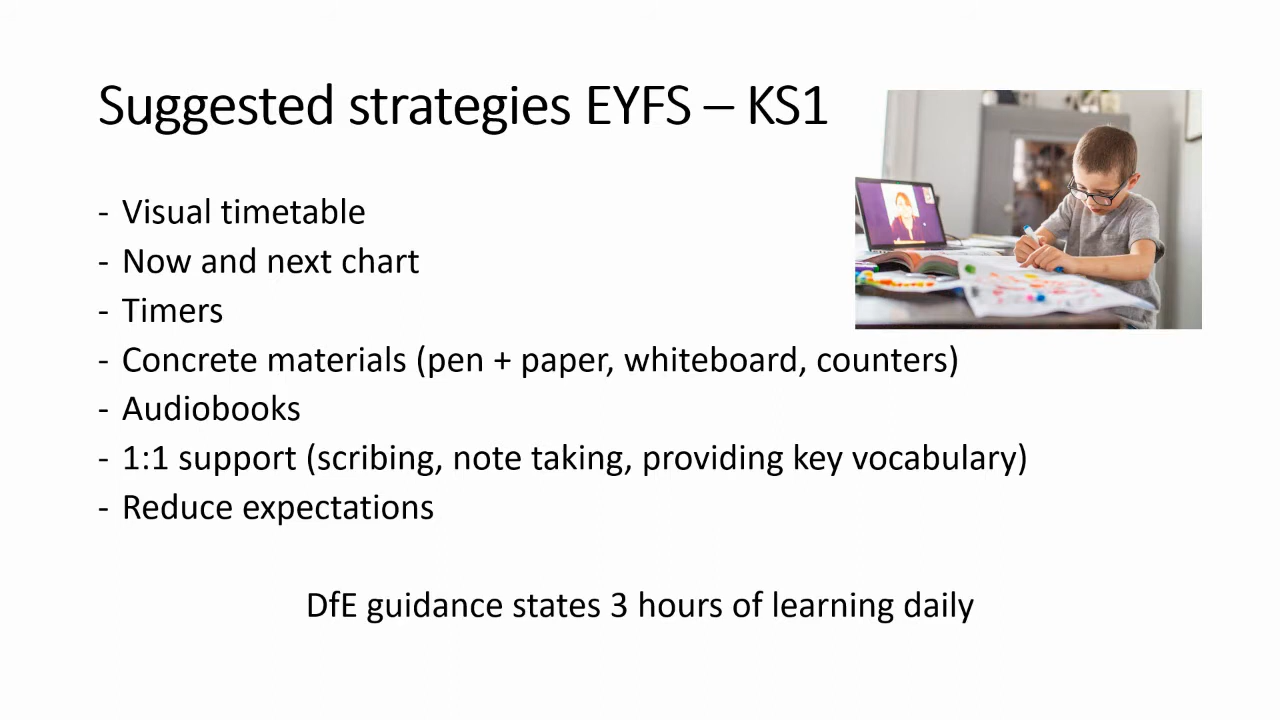 Suggested strategies EYFS – KS1
- Visual timetable
- Now and next chart
- Timers
- Concrete materials (pen + paper, whiteboard, counters)
- Audiobooks
- 1:1 support (scribing, note taking, providing key vocabulary)
- Reduce expectations
DfE guidance states 3 hours of learning daily